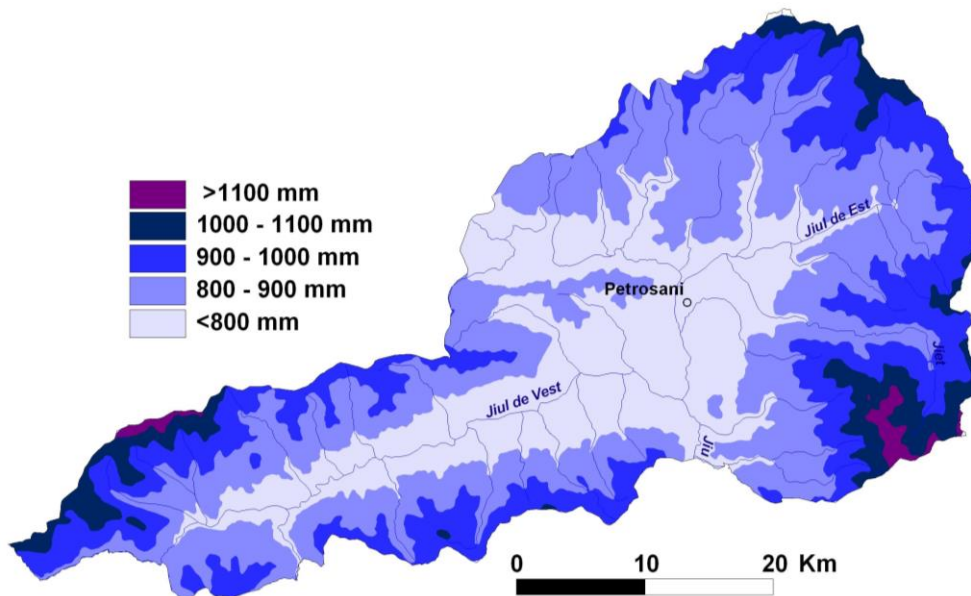 >1100 mm
1000 - 1100 mm
900 - 1000 mm
800 - 900 mm
<800 mm
Jiul de Est
Petrosani
Jiet
Jiul de Vest
Jiu
0 10 20 Km